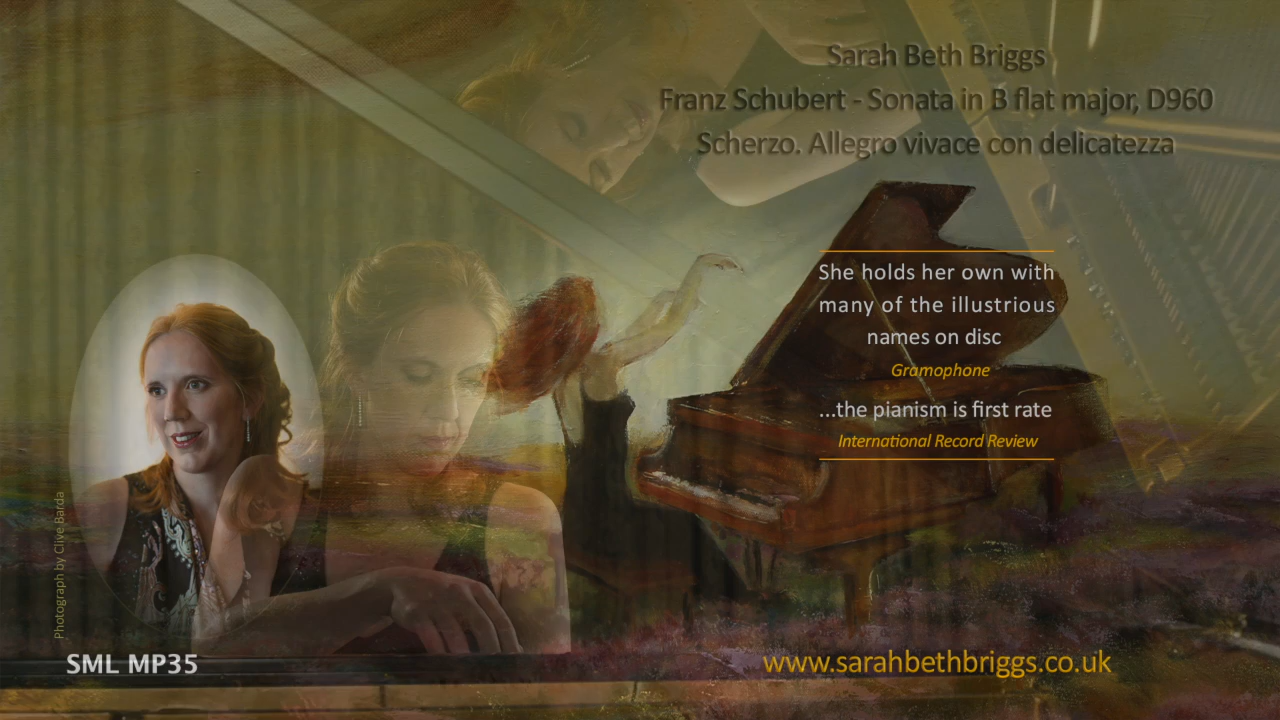 Sarah Beth Briggs
Franz Schubert - Sonata in B flat major, D960
Scherzo. Allegro vivace con delicatezza
She holds her own with
many of the illustrious
names on disc
Gramophone
...the pianism is first rate
International Record Review
Photograph by Clive Barda
SML MP35
www.sarahbethbriggs.co.uk